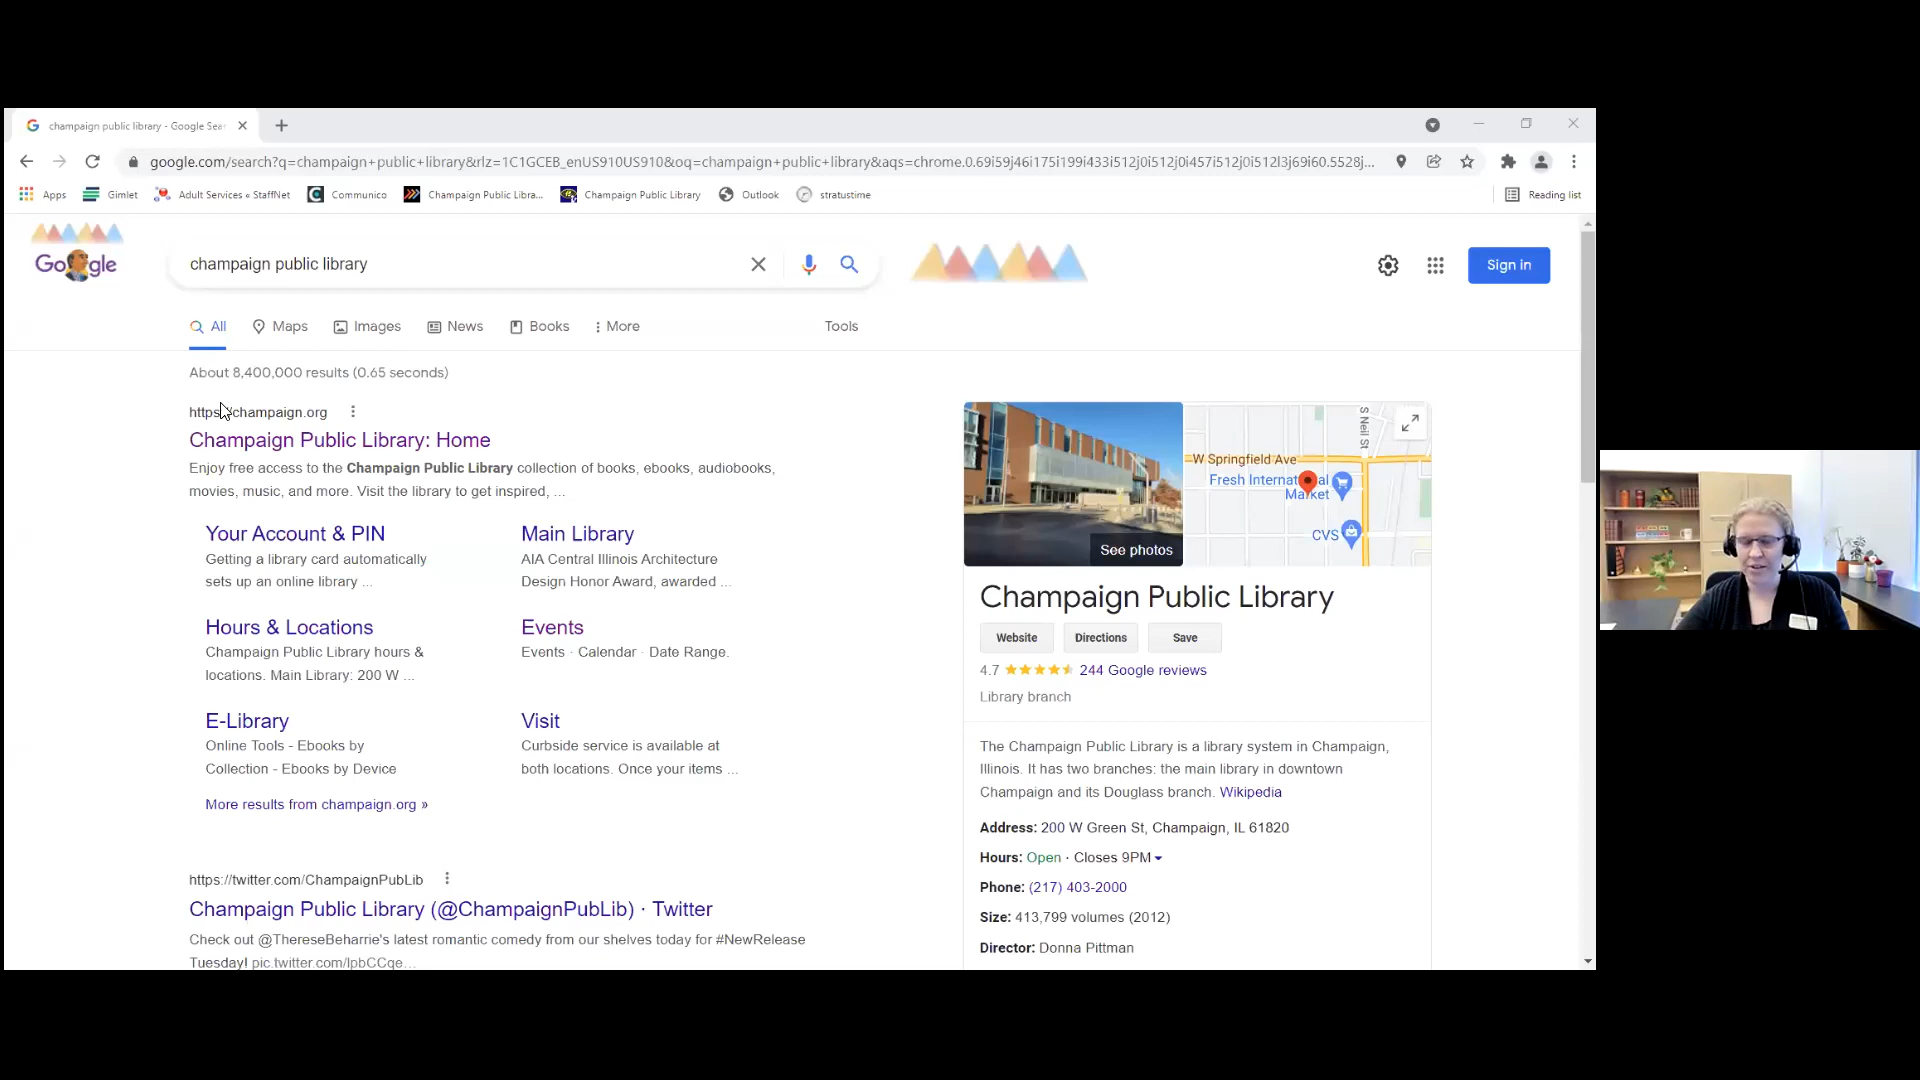 champaign public library - Google Sear
google.com/search?q=champaign+public+library&rlz=1C1GCEB_enUS910US910&oq=champaign+public+library&aqs=chrome.0.69i59j46i175i199i433i512j0i512j0i457i512j0i512l3j69i60.5528j...
Apps Gimlet Adult Services « StaffNet Communico Champaign Public Libra... Champaign Public Library Outlook stratustime Reading list
Google
champaign public library
Sign in
All Maps Images News Books More Tools
About 8,400,000 results (0.65 seconds)
https://champaign.org
Champaign Public Library: Home
Enjoy free access to the Champaign Public Library collection of books, ebooks, audiobooks,
movies, music, and more. Visit the library to get inspired, ...
Your Account & PIN
Getting a library card automatically
sets up an online library ...
Main Library
AIA Central Illinois Architecture
Design Honor Award, awarded ...
Hours & Locations
Champaign Public Library hours &
locations. Main Library: 200 W ...
Events
Events · Calendar · Date Range.
E-Library
Online Tools - Ebooks by
Collection - Ebooks by Device
Visit
Curbside service is available at
both locations. Once your items ...
More results from champaign.org »
https://twitter.com/ChampaignPubLib
Champaign Public Library (@ChampaignPubLib) · Twitter
Check out @ThereseBeharrie's latest romantic comedy from our shelves today for #NewRelease
Tuesday! pic.twitter.com/lpbCCqe...
See photos
S Neil St
W Springfield Ave
Fresh International
Market
CVS
Champaign Public Library
Website Directions Save
4.7 244 Google reviews
Library branch
The Champaign Public Library is a library system in Champaign,
Illinois. It has two branches: the main library in downtown
Champaign and its Douglass branch. Wikipedia
Address: 200 W Green St, Champaign, IL 61820
Hours: Open · Closes 9PM
Phone: (217) 403-2000
Size: 413,799 volumes (2012)
Director: Donna Pittman